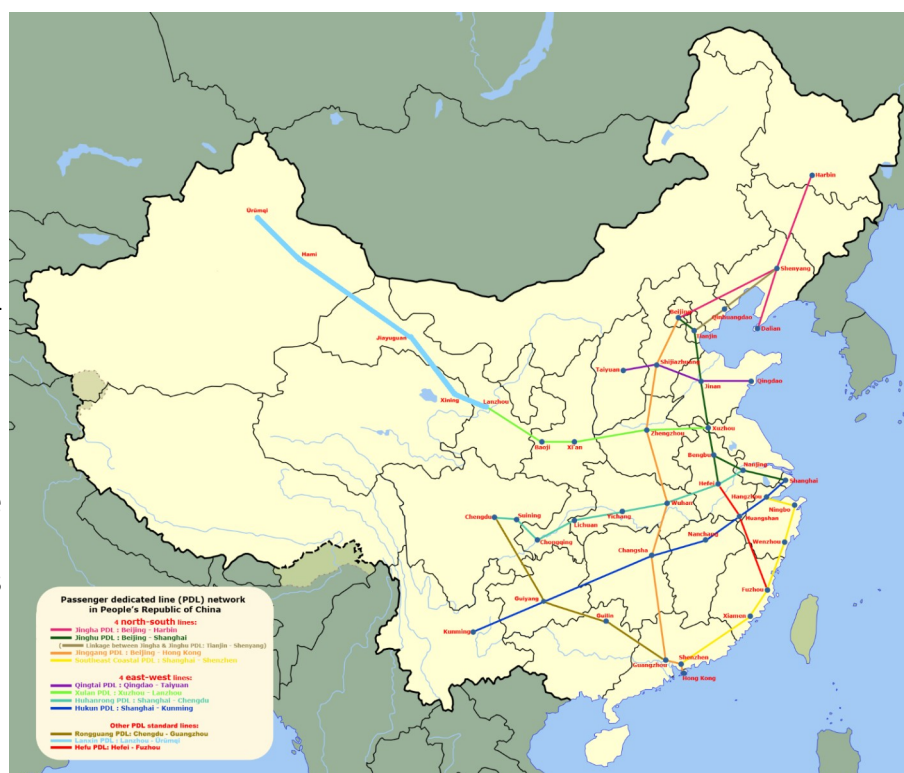 Harbin
Ürümqi
Hami
Shenyang
Beijing
Qinhuangdao
Tianjin
Dalian
Jiayuguan
Shijiazhuang
Taiyuan
Jinan
Qingdao
Xining
Lanzhou
Xuzhou
Zhengzhou
Baoji
Xi'an
Bengbu
Nanjing
Shanghai
Hefei
Hangzhou
Ningbo
Wuhan
Yichang
Chengdu
Suining
Lichuan
Huangshan
Chongqing
Nanchang
Wenzhou
Changsha
Fuzhou
Guiyang
Xiamen
Guilin
Kunming
Shenzhen
Guangzhou
Hong Kong
Passenger dedicated line (PDL) network
in People's Republic of China
4 north-south lines:
Jingha PDL : Beijing - Harbin
Jinghu PDL : Beijing - Shanghai
( Linkage between Jingha & Jinghu PDL: Tianjin - Shenyang)
Jinggang PDL : Beijing - Hong Kong
Southeast Coastal PDL : Shanghai - Shenzhen
4 east-west lines:
Qingtai PDL : Qingdao - Taiyuan
Xulan PDL : Xuzhou - Lanzhou
Huhanrong PDL : Shanghai - Chengdu
Hukun PDL : Shanghai - Kunming
Other PDL standard lines:
Rongguang PDL: Chengdu - Guangzhou
Lanxin PDL : Lanzhou - Ürümqi
Hefu PDL: Hefei - Fuzhou